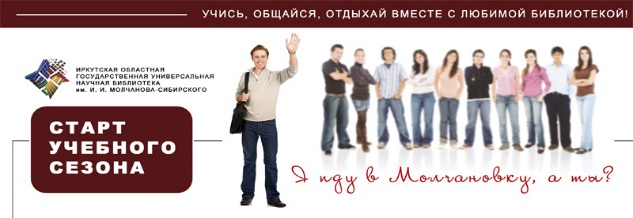 УЧИСЬ, ОБЩАЙСЯ, ОТДЫХАЙ ВМЕСТЕ С ЛЮБИМОЙ БИБЛИОТЕКОЙ!
ИРКУТСКАЯ ОБЛАСТНАЯ
ГОСУДАРСТВЕННАЯ УНИВЕРСАЛЬНАЯ
НАУЧНАЯ БИБЛИОТЕКА
им. И. И. МОЛЧАНОВА-СИБИРСКОГО
СТАРТ
УЧЕБНОГО
СЕЗОНА
Я иду в Молчановку, а ты?